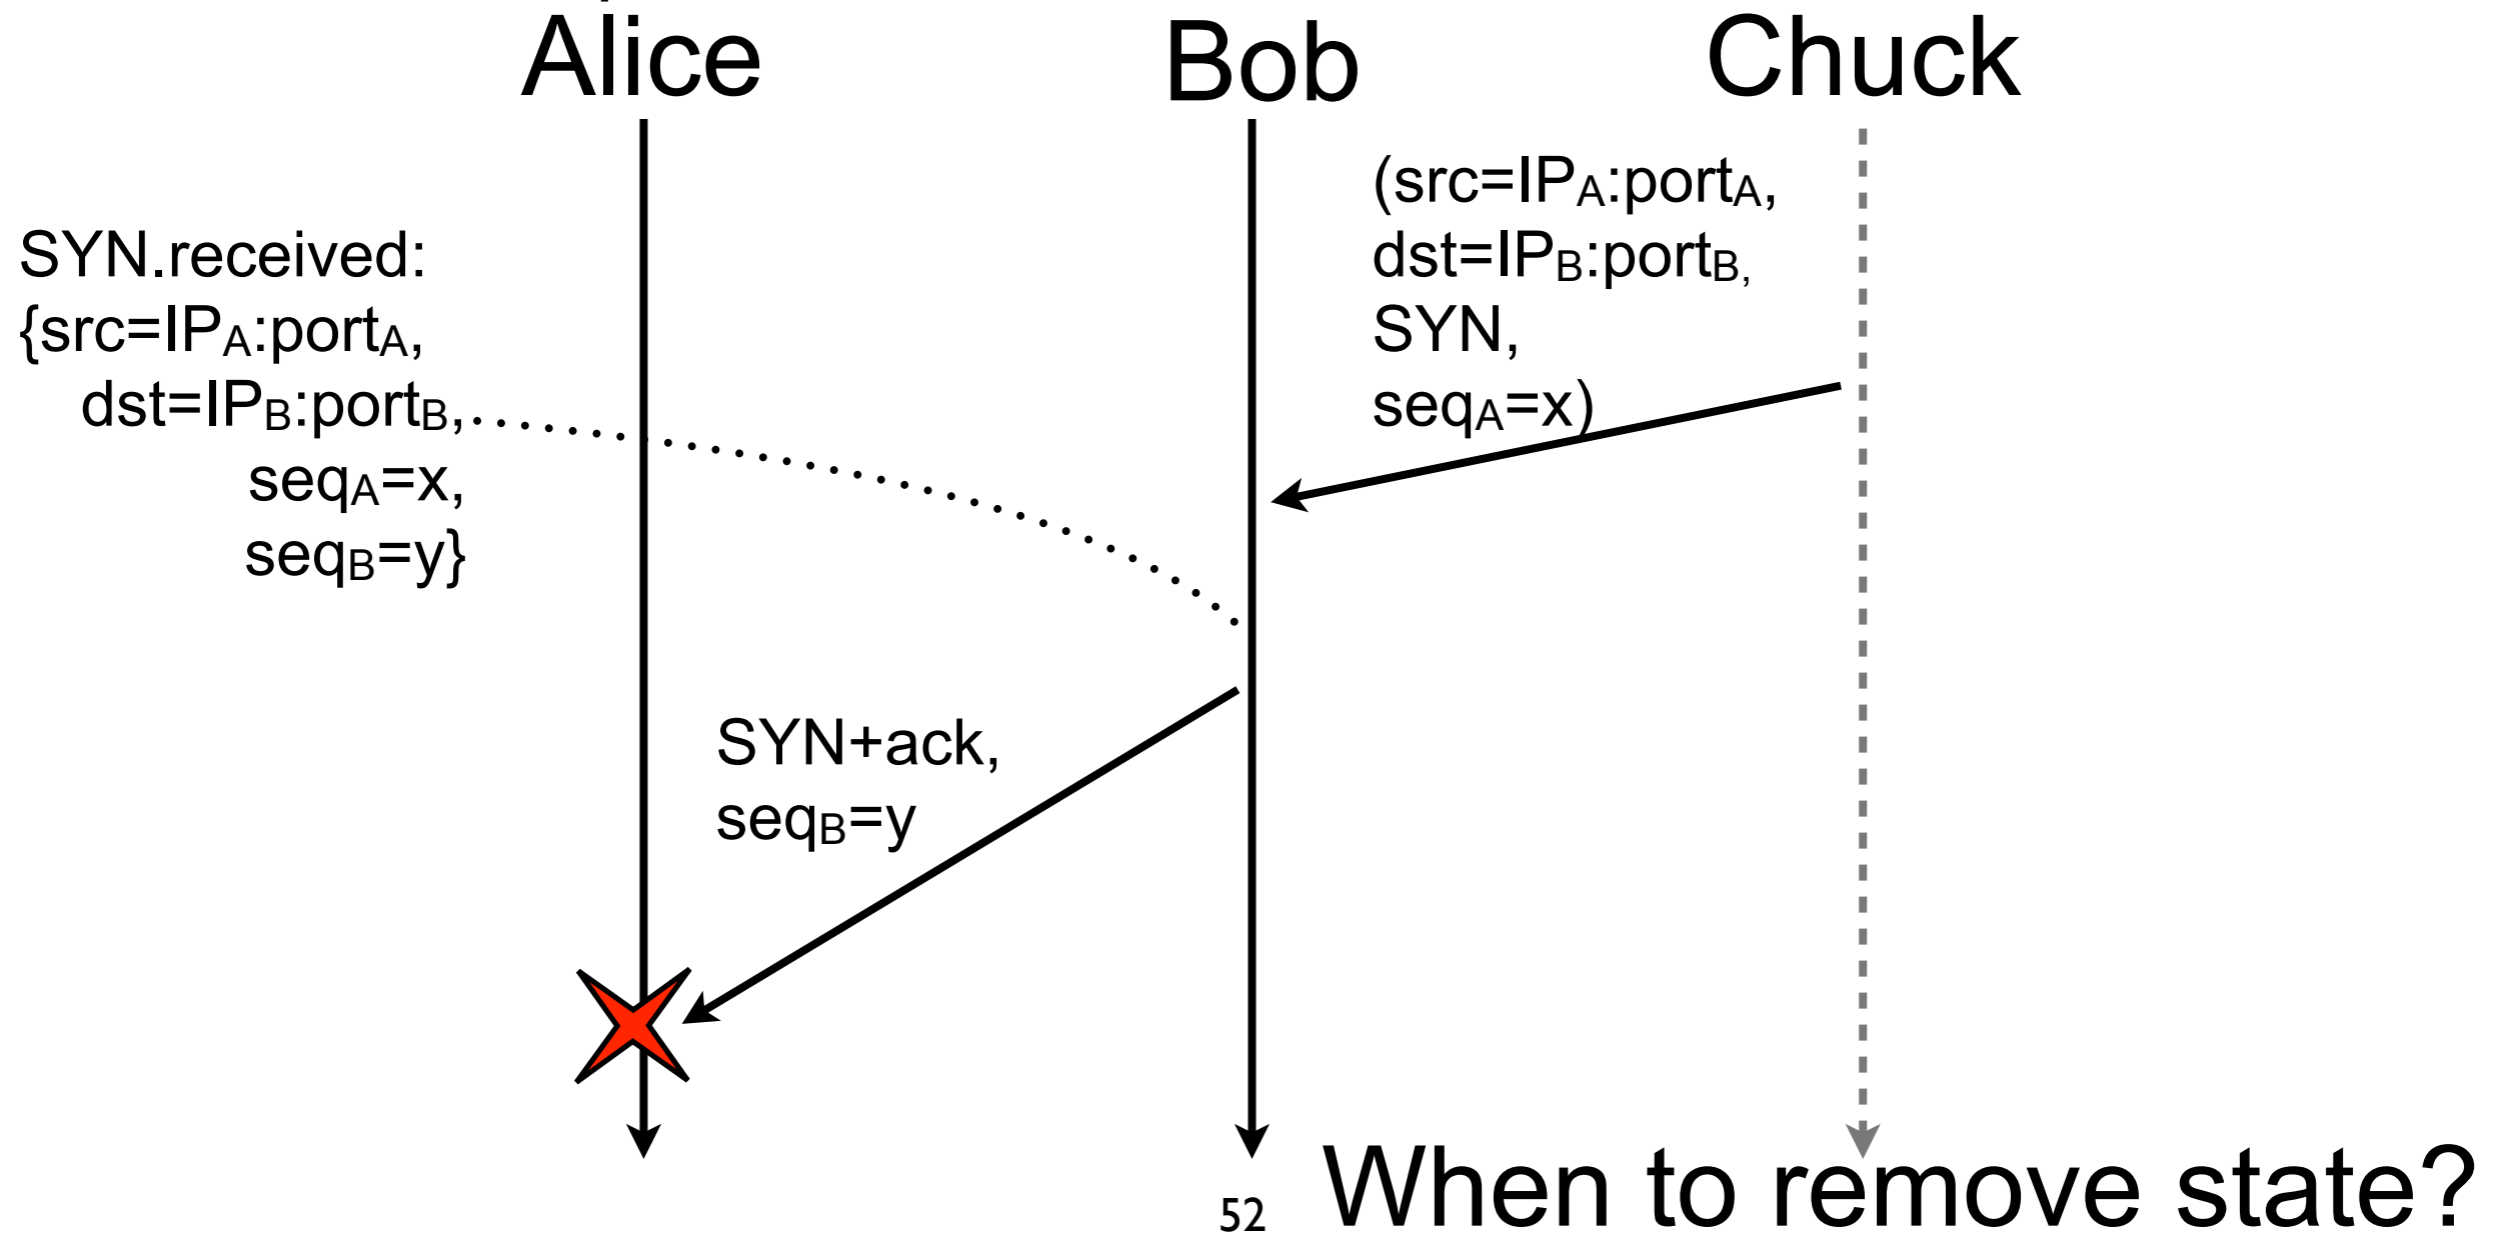 Alice
Bob
Chuck
SYN.received:
{src=IPA:portA,
dst=IPB:portB,
seqA=x,
seqB=y}
(src=IPA:portA,
dst=IPB:portB,
SYN,
seqA=x)
SYN+ack,
seqB=y
52
When to remove state?